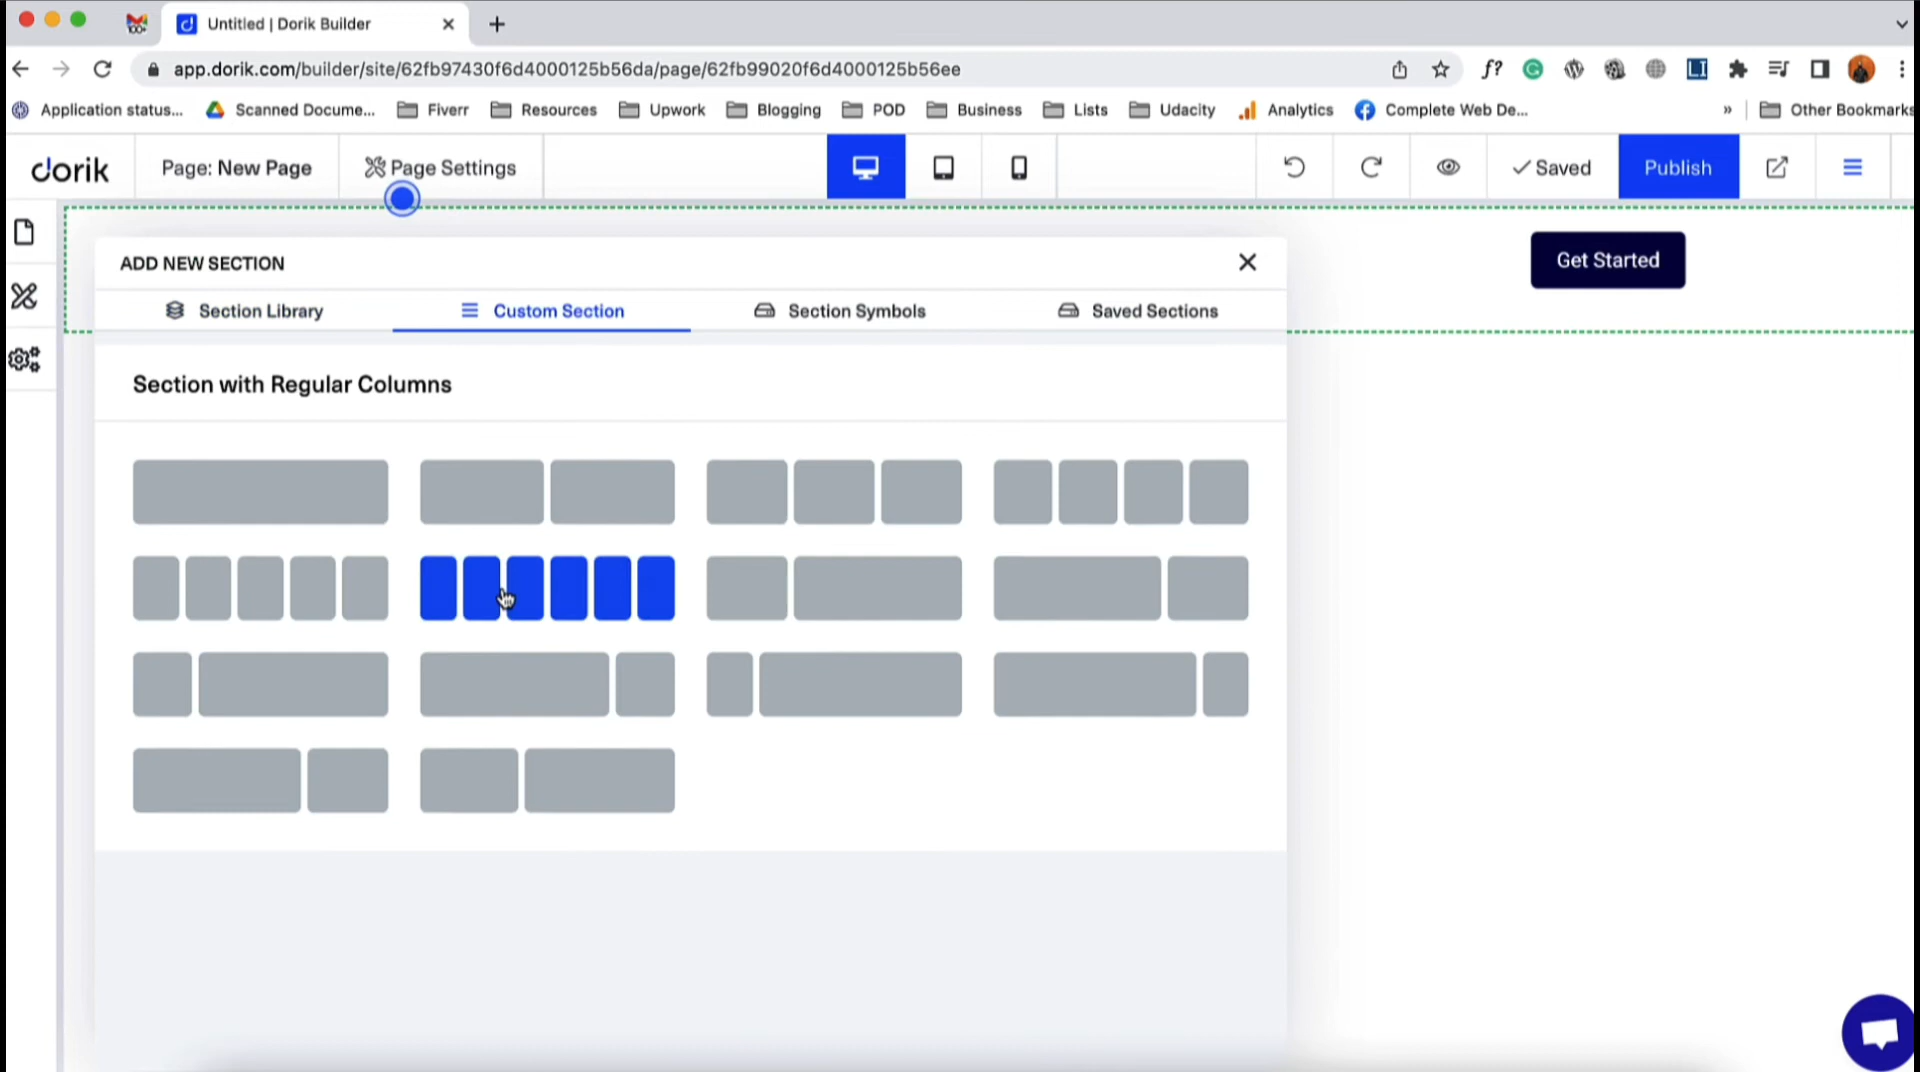 Untitled | Dorik Builder
app.dorik.com/builder/site/62fb97430f6d4000125b56da/page/62fb99020f6d4000125b56ee
f?
Application status... Scanned Docume... Fiverr Resources Upwork Blogging POD Business Lists Udacity Analytics Complete Web De... » Other Bookmarks
dorik Page: New Page Page Settings Saved Publish
Get Started
ADD NEW SECTION
Section Library Custom Section Section Symbols Saved Sections
Section with Regular Columns